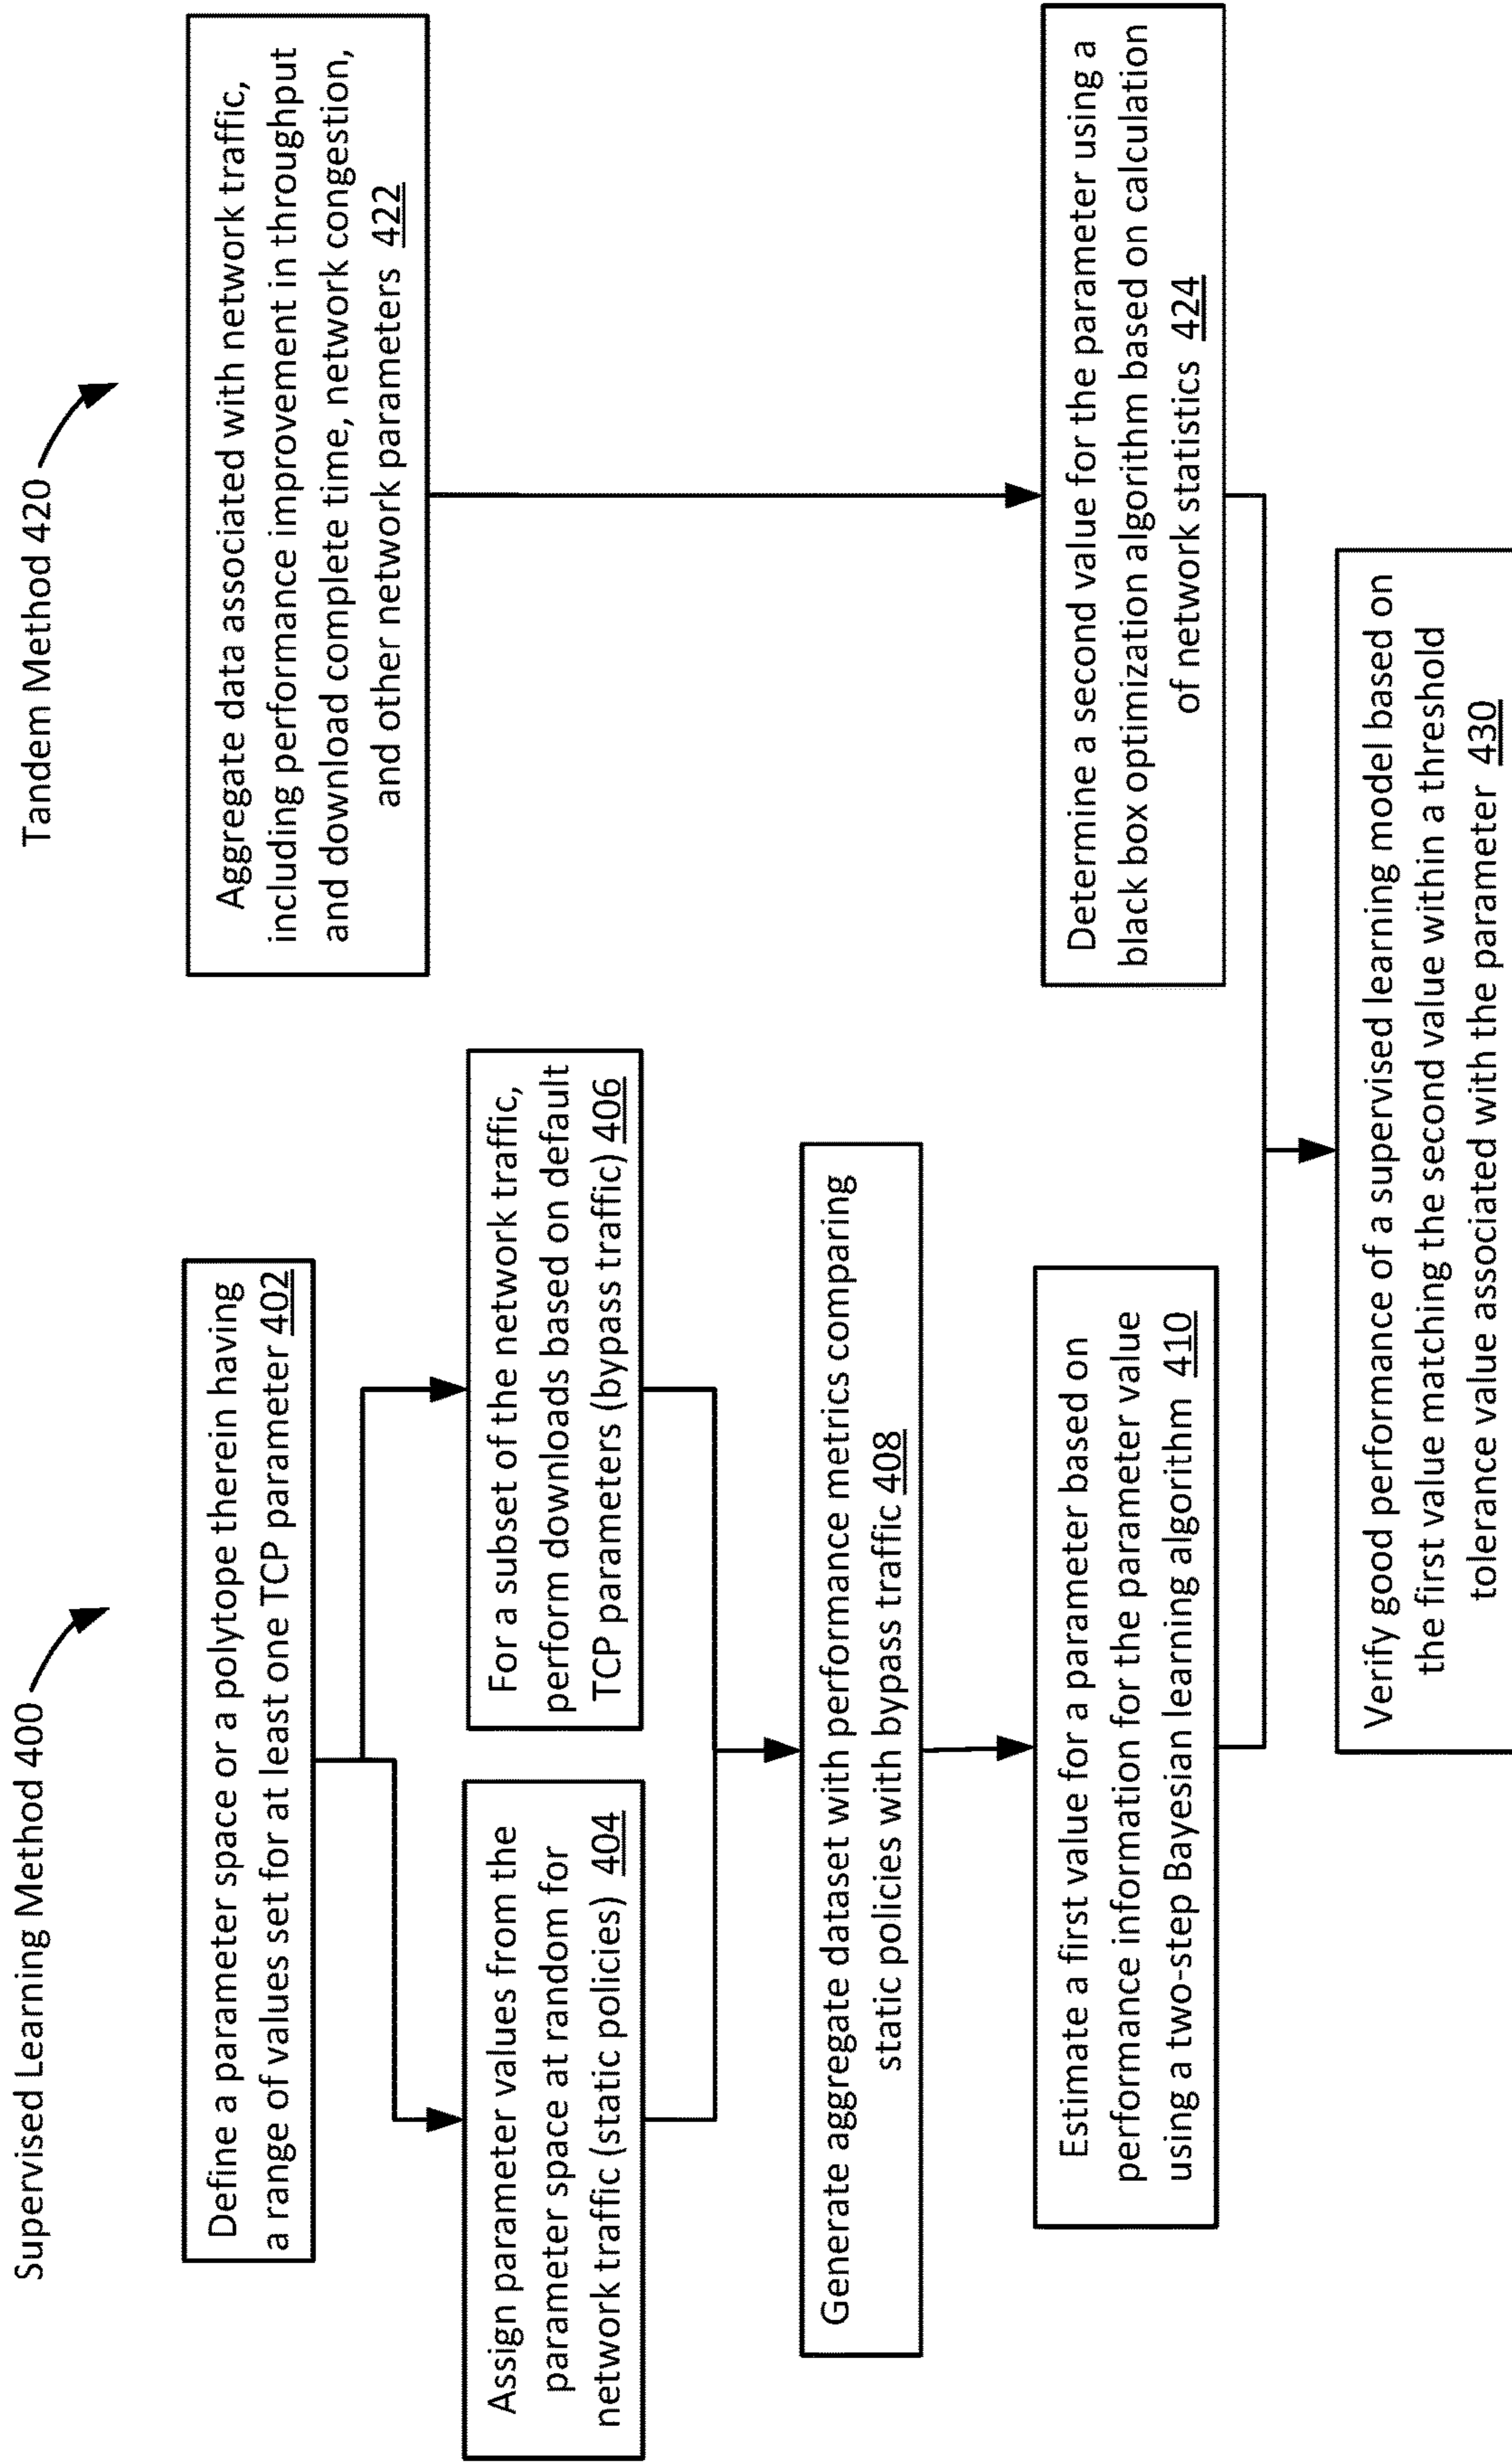 Supervised Learning Method 400
Define a parameter space or a polytope therein having
a range of values set for at least one TCP parameter 402
Assign parameter values from the
parameter space at random for
network traffic (static policies) 404
For a subset of the network traffic,
perform downloads based on default
TCP parameters (bypass traffic) 406
Generate aggregate dataset with performance metrics comparing
static policies with bypass traffic 408
Estimate a first value for a parameter based on
performance information for the parameter value
using a two-step Bayesian learning algorithm 410
Tandem Method 420
Aggregate data associated with network traffic,
including performance improvement in throughput
and download complete time, network congestion,
and other network parameters 422
Determine a second value for the parameter using a
black box optimization algorithm based on calculation
of network statistics 424
Verify good performance of a supervised learning model based on
the first value matching the second value within a threshold
tolerance value associated with the parameter 430